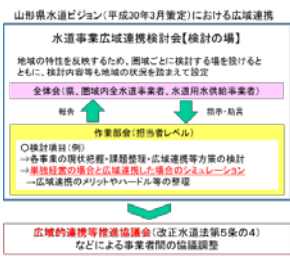 山形県水道ビジョン(平成30年3月策定)における広域連携
水道事業広域連携検討会【検討の場】
地域の特性を反映するため、圏域ごとに検討する場を設けると
ともに、検討内容等も地域の状況を踏まえて設定
全体会(県、圏域内全水道事業者、水道用水供給事業者)
報告
指示・助言
作業部会(担当者レベル)
〇検討項目(例)
→各事業の現状把握・課題整理・広域連携等方策の検討
→単独経営の場合と広域連携した場合のシミュレーション
→広域連携のメリットやハードル等の整理
広域的連携等推進協議会(改正水道法第5条の4)
などによる事業者間の協議調整